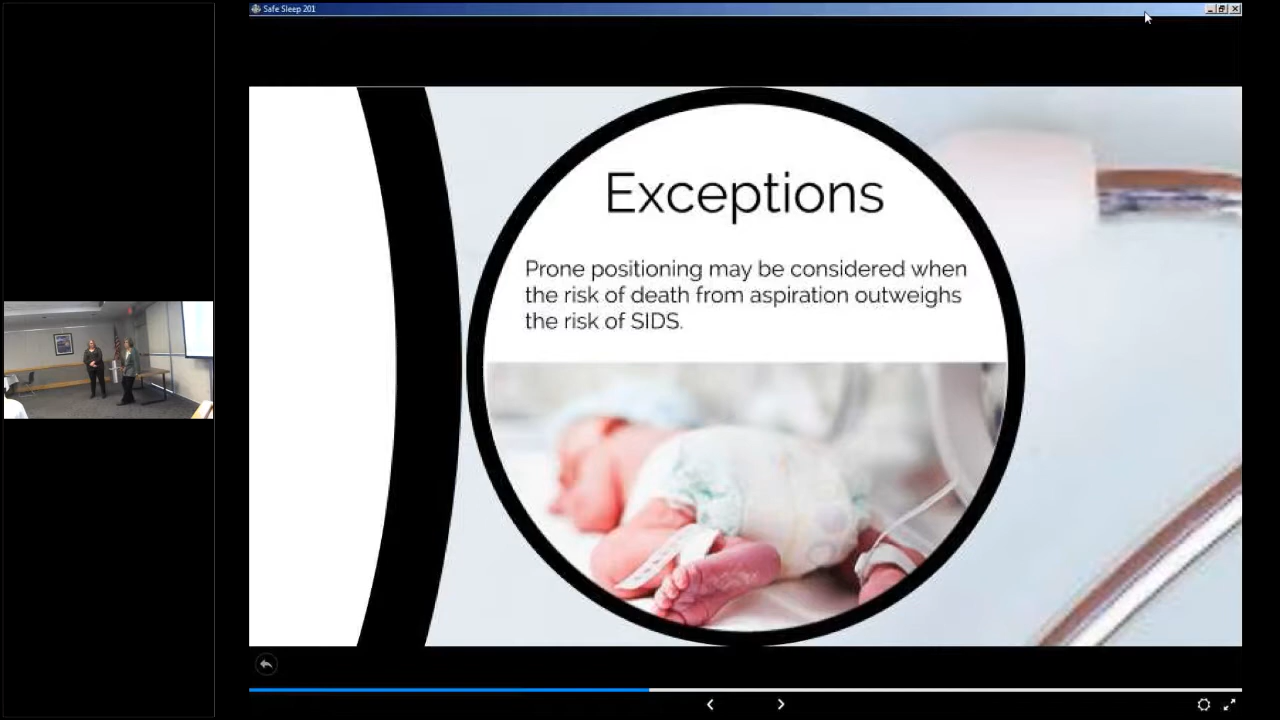 Safe Sleep 201
Exceptions
Prone positioning may be considered when
the risk of death from aspiration outweighs
the risk of SIDS.